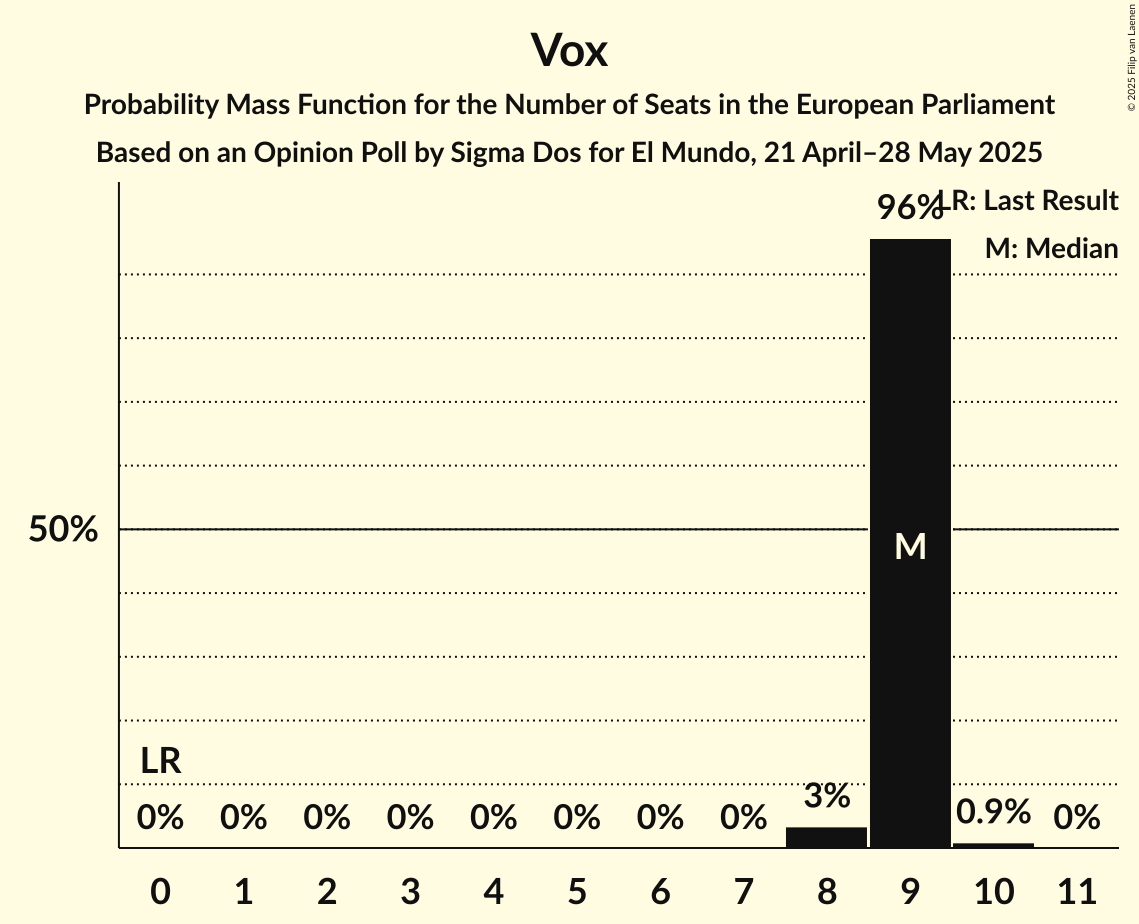 © 2025 Filip van Laenen
Vox
Probability Mass Function for the Number of Seats in the European Parliament
Based on an Opinion Poll by Sigma Dos for El Mundo, 21 April–28 May 2025
96%
LR: Last Result
M: Median
50%
M
LR
0% 0% 0% 0% 0% 0% 0% 0% 3% 0.9% 0%
0 1 2 3 4 5 6 7 8 9 10 11